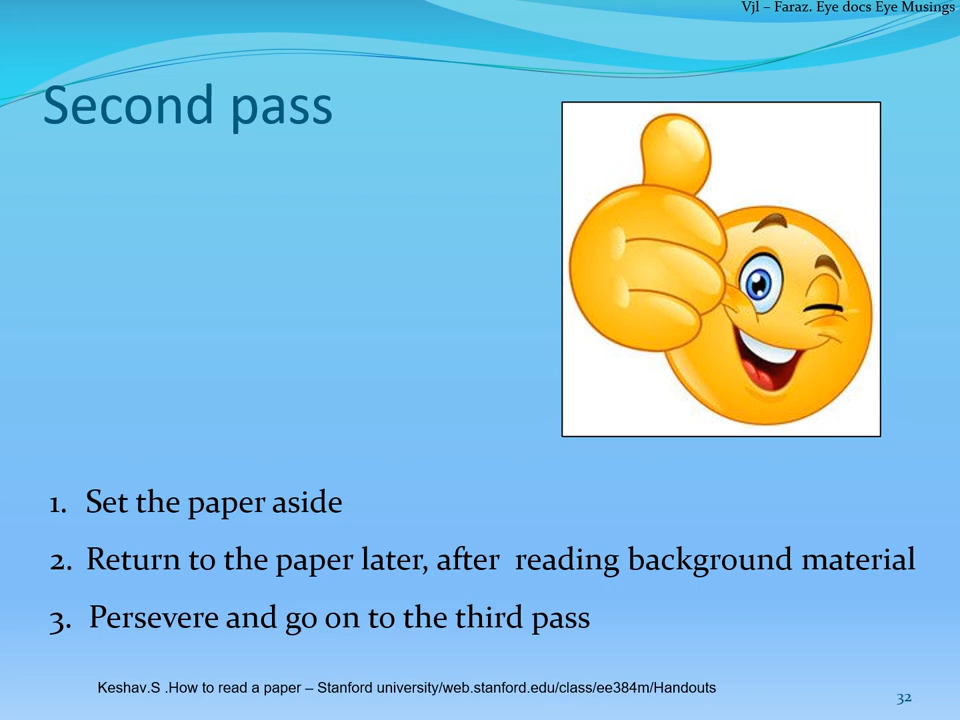 Vjl – Faraz. Eye docs Eye Musings
Second pass
1. Set the paper aside
2. Return to the paper later, after reading background material
3. Persevere and go on to the third pass
Keshav.S .How to read a paper – Stanford university/web.stanford.edu/class/ee384m/Handouts
32